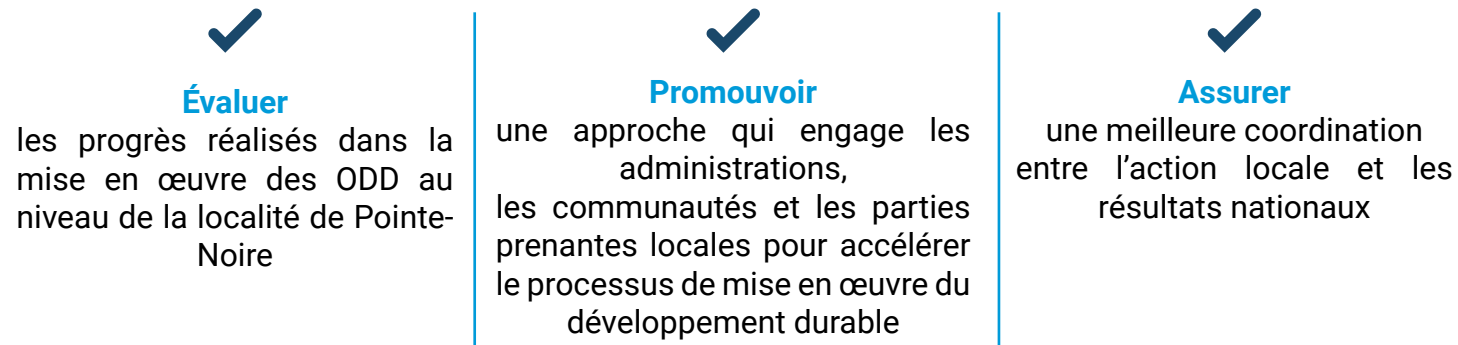 Évaluer
les progrès réalisés dans la
mise en œuvre des ODD au
niveau de la localité de Pointe-
Noire
Promouvoir
une approche qui engage les
administrations,
les communautés et les parties
prenantes locales pour accélérer
le processus de mise en œuvre du
développement durable
Assurer
une meilleure coordination
entre l’action locale et les
résultats nationaux